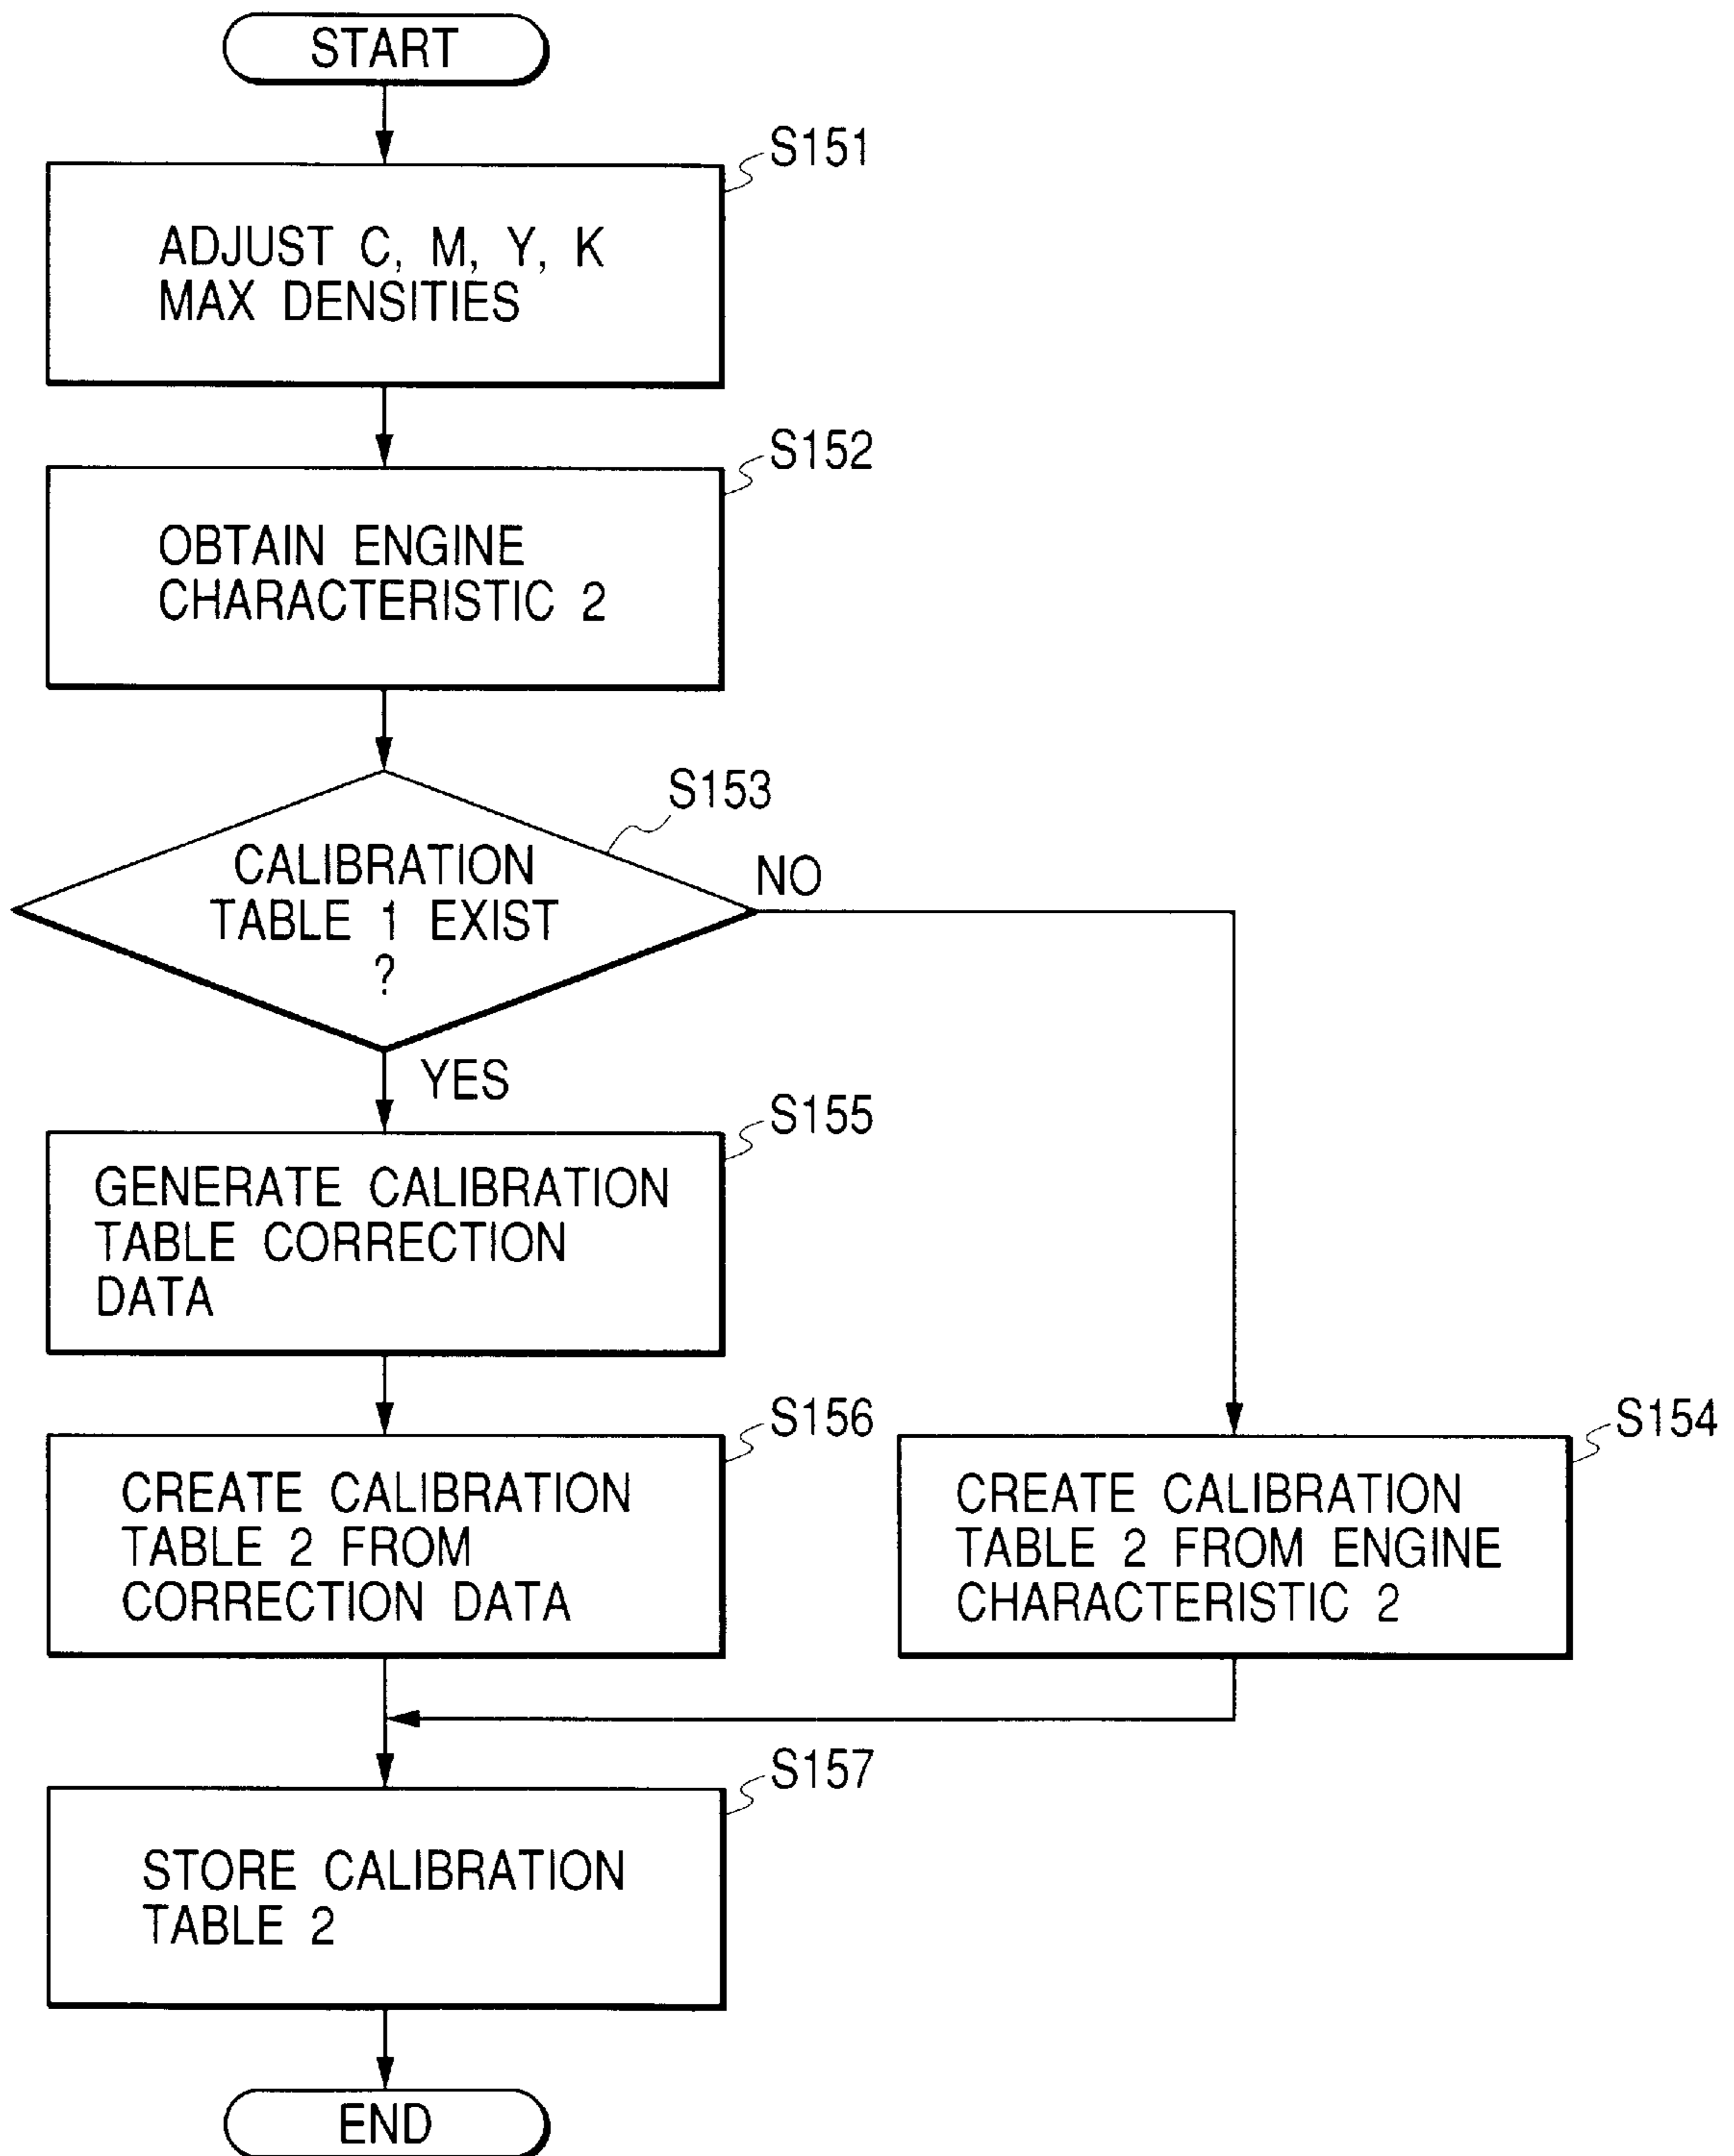 START
S151
ADJUST C, M, Y, K
MAX DENSITIES
S152
OBTAIN ENGINE
CHARACTERISTIC 2
S153
CALIBRATION
TABLE 1 EXIST
?
NO
YES
S155
GENERATE CALIBRATION
TABLE CORRECTION
DATA
S156
CREATE CALIBRATION
TABLE 2 FROM
CORRECTION DATA
S154
CREATE CALIBRATION
TABLE 2 FROM ENGINE
CHARACTERISTIC 2
S157
STORE CALIBRATION
TABLE 2
END